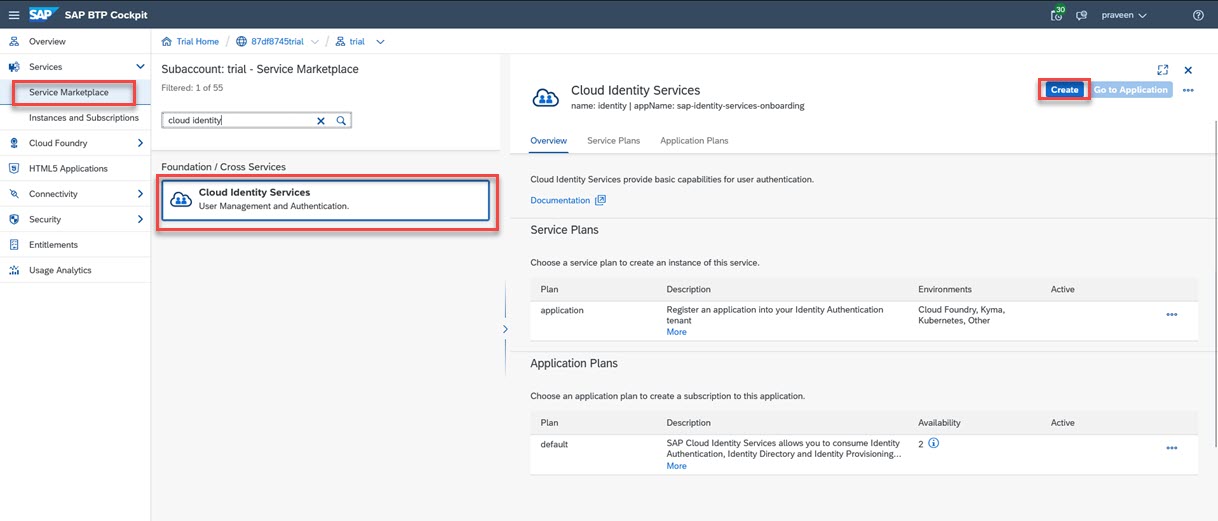 SAP SAP BTP Cockpit
30
praveen
Overview
Services
Service Marketplace
Instances and Subscriptions
Cloud Foundry
HTML5 Applications
Connectivity
Security
Entitlements
Usage Analytics
Trial Home / 87df8745trial / trial
Subaccount: trial - Service Marketplace
Filtered: 1 of 55
cloud identity
Foundation / Cross Services
Cloud Identity Services
User Management and Authentication.
Cloud Identity Services
name: identity | appName: sap-identity-services-onboarding
Create
Go to Application
Overview Service Plans Application Plans
Cloud Identity Services provide basic capabilities for user authentication.
Documentation
Service Plans
Choose a service plan to create an instance of this service.
Plan Description Environments Active
application Register an application into your Identity Authentication Cloud Foundry, Kyma,
tenant Kubernetes, Other
More
Application Plans
Choose an application plan to create a subscription to this application.
Plan Description Availability Active
default SAP Cloud Identity Services allows you to consume Identity 2
Authentication, Identity Directory and Identity Provisioning...
More